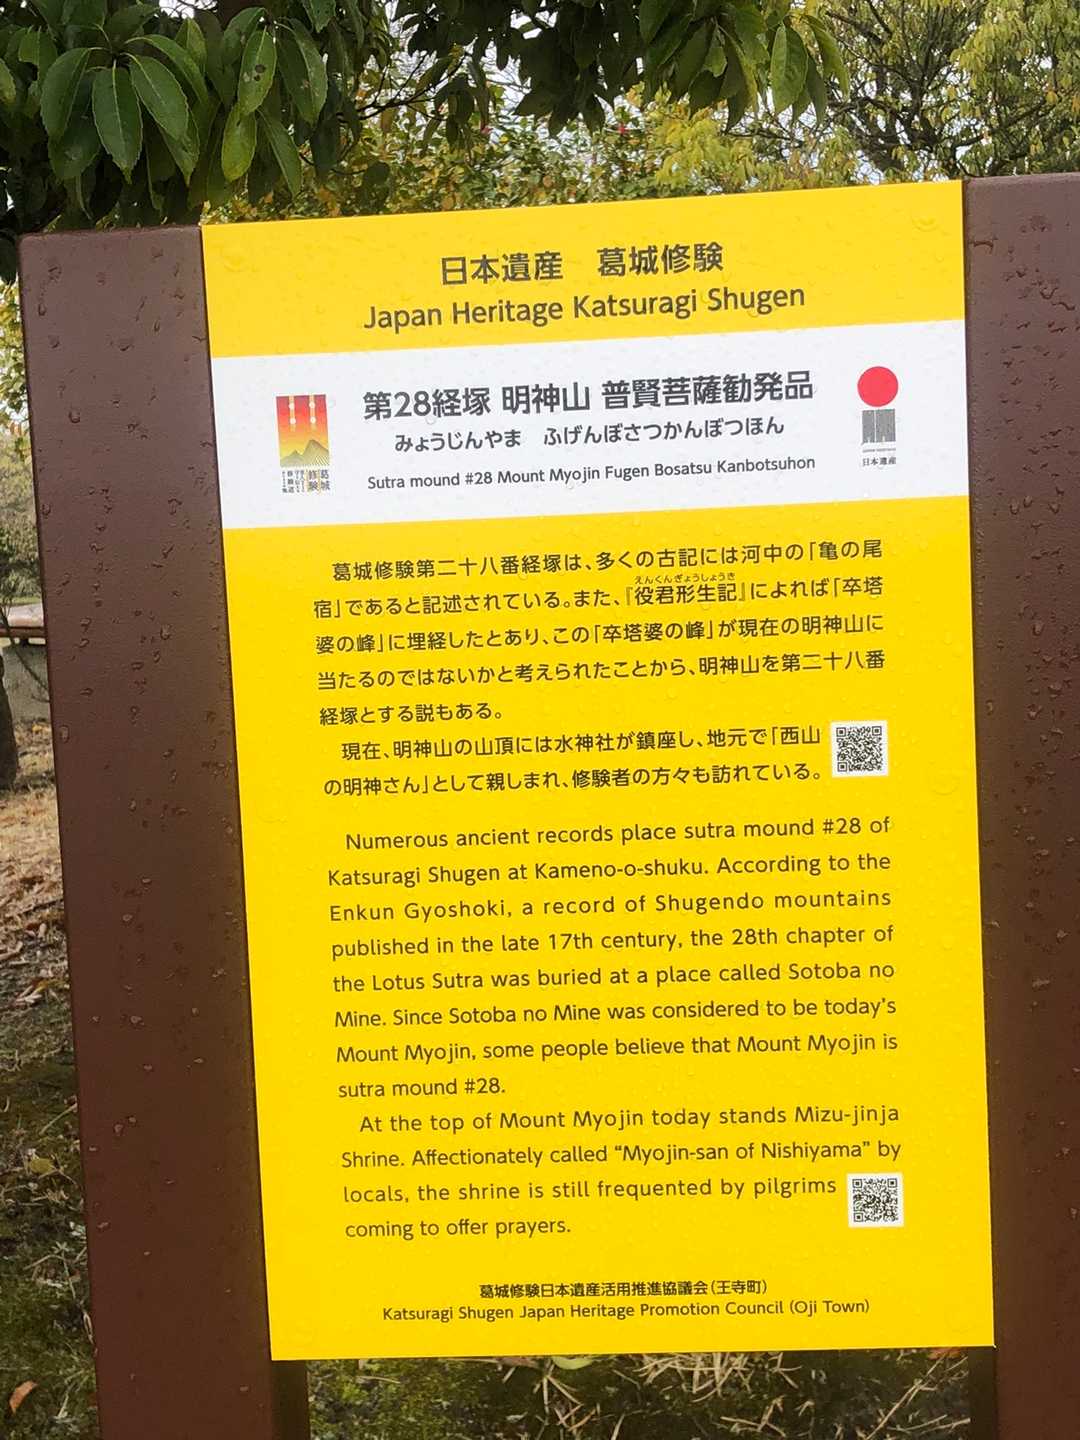 日本遺産 葛城修験
Japan Heritage Katsuragi Shugen
第28経塚 明神山 普賢菩薩勧発品
みょうじんやま ふげんぼさつかんぼつほん
Sutra mound #28 Mount Myojin Fugen Bosatsu Kanbotsuhon
葛城
修験
日本遺産
葛城修験第二十八番経塚は、多くの古記には河中の「亀の尾
宿」であると記述されている。また、『役君形生記』によれば「卒塔
えんくんぎょうしょうき
婆の峰」に埋経したとあり、この「卒塔婆の峰」が現在の明神山に
当たるのではないかと考えられたことから、明神山を第二十八番
経塚とする説もある。
現在、明神山の山頂には水神社が鎮座し、地元で「西山
の明神さん」として親しまれ、修験者の方々も訪れている。
Numerous ancient records place sutra mound #28 of
Katsuragi Shugen at Kameno-o-shuku. According to the
Enkun Gyoshoki, a record of Shugendo mountains
published in the late 17th century, the 28th chapter of
the Lotus Sutra was buried at a place called Sotoba no
Mine. Since Sotoba no Mine was considered to be today's
Mount Myojin, some people believe that Mount Myojin is
sutra mound #28.
At the top of Mount Myojin today stands Mizu-jinja
Shrine. Affectionately called “Myojin-san of Nishiyama” by
locals, the shrine is still frequented by pilgrims
coming to offer prayers.
葛城修験日本遺産活用推進協議会（王寺町）
Katsuragi Shugen Japan Heritage Promotion Council (Oji Town)